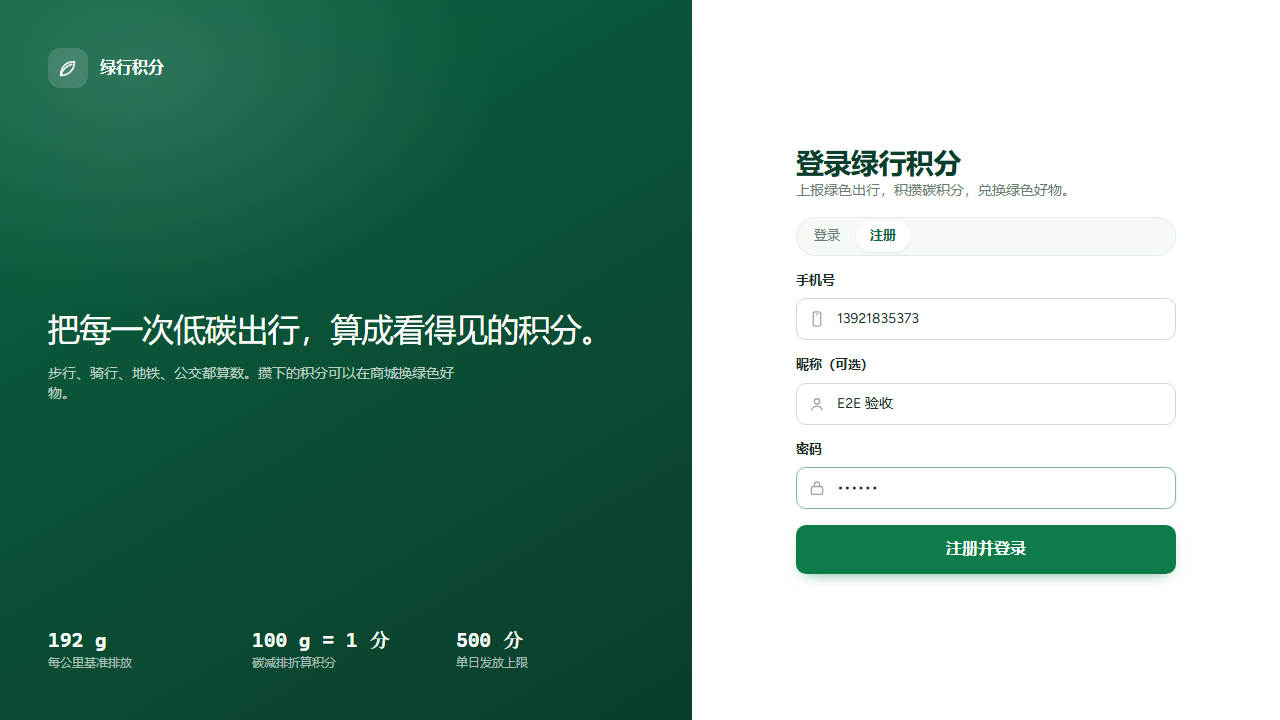 绿行积分
把每一次低碳出行，算成看得见的积分。
步行、骑行、地铁、公交都算数。攒下的积分可以在商城换绿色好
物。
192 g
每公里基准排放
100 g = 1 分
碳减排折算积分
500 分
单日发放上限
登录绿行积分
上报绿色出行，积攒碳积分，兑换绿色好物。
登录 注册
手机号
13921835373
昵称（可选）
E2E 验收
密码
••••••
注册并登录